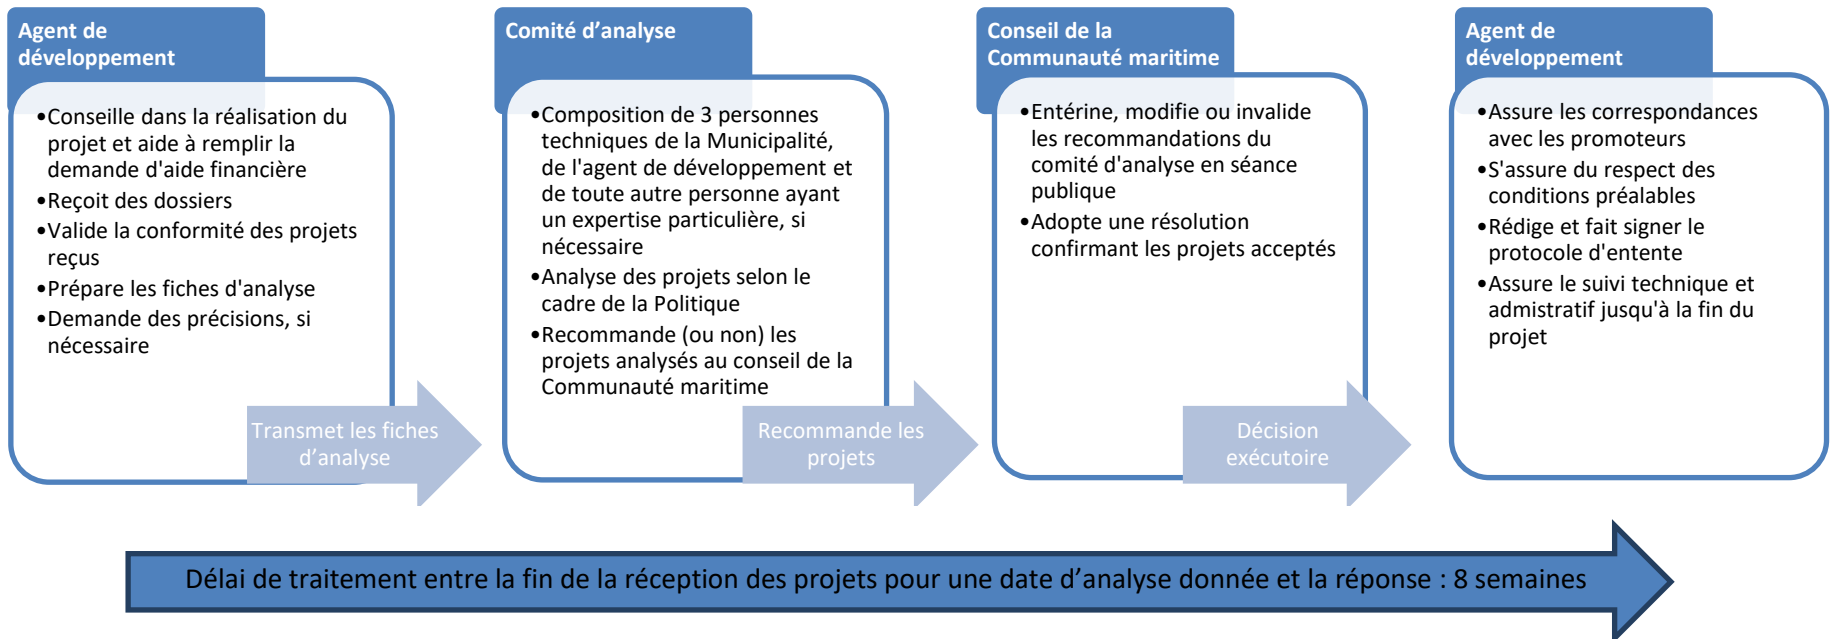 Agent de
développement
•Conseille dans la réalisation du
projet et aide à remplir la
demande d'aide financière
•Reçoit des dossiers
•Valide la conformité des projets
reçus
•Prépare les fiches d'analyse
•Demande des précisions, si
nécessaire
Transmet les fiches
d’analyse
Comité d’analyse
•Composition de 3 personnes
techniques de la Municipalité,
de l'agent de développement et
de toute autre personne ayant
un expertise particulière, si
nécessaire
•Analyse des projets selon le
cadre de la Politique
•Recommande (ou non) les
projets analysés au conseil de la
Communauté maritime
Recommande les
projets
Conseil de la
Communauté maritime
•Entérine, modifie ou invalide
les recommandations du
comité d'analyse en séance
publique
•Adopte une résolution
confirmant les projets acceptés
Décision
exécutoire
Agent de
développement
•Assure les correspondances
avec les promoteurs
•S'assure du respect des
conditions préalables
•Rédige et fait signer le
protocole d'entente
•Assure le suivi technique et
admistratif jusqu'à la fin du
projet
Délai de traitement entre la fin de la réception des projets pour une date d’analyse donnée et la réponse : 8 semaines